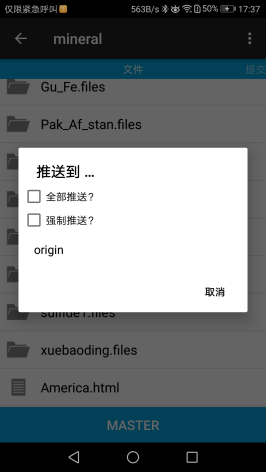 仅限紧急呼叫 563B/s 50% 17:37
mineral
文件 提交
Gu_Fe.files
Pak_Af_stan.files
推送到 ...
全部推送？
强制推送？
origin
取消
xuebaoding.files
America.html
MASTER